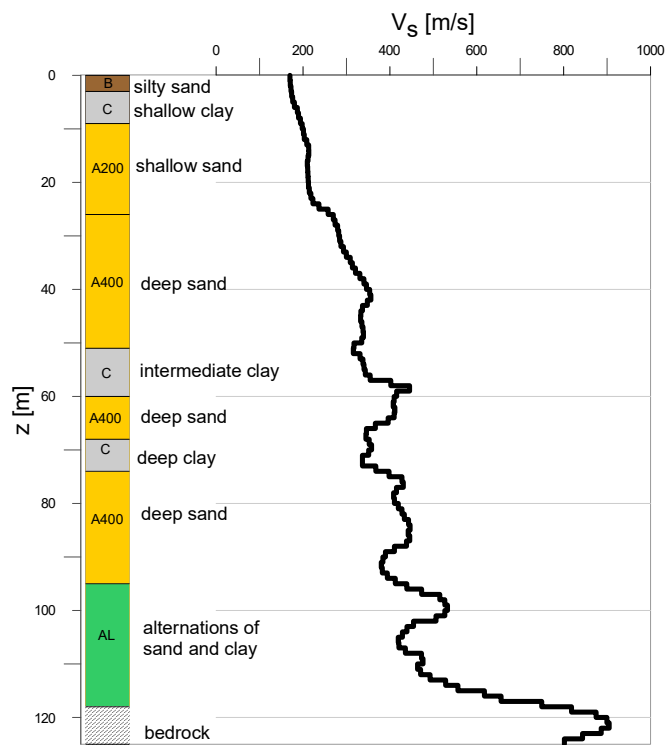 V_S [m/s]
0 200 400 600 800 1000
0
B silty sand
C shallow clay
A200 shallow sand
20
A400 deep sand
40
C intermediate clay
60
A400 deep sand
C deep clay
80
A400 deep sand
100
AL alternations of
sand and clay
120
bedrock
z [m]